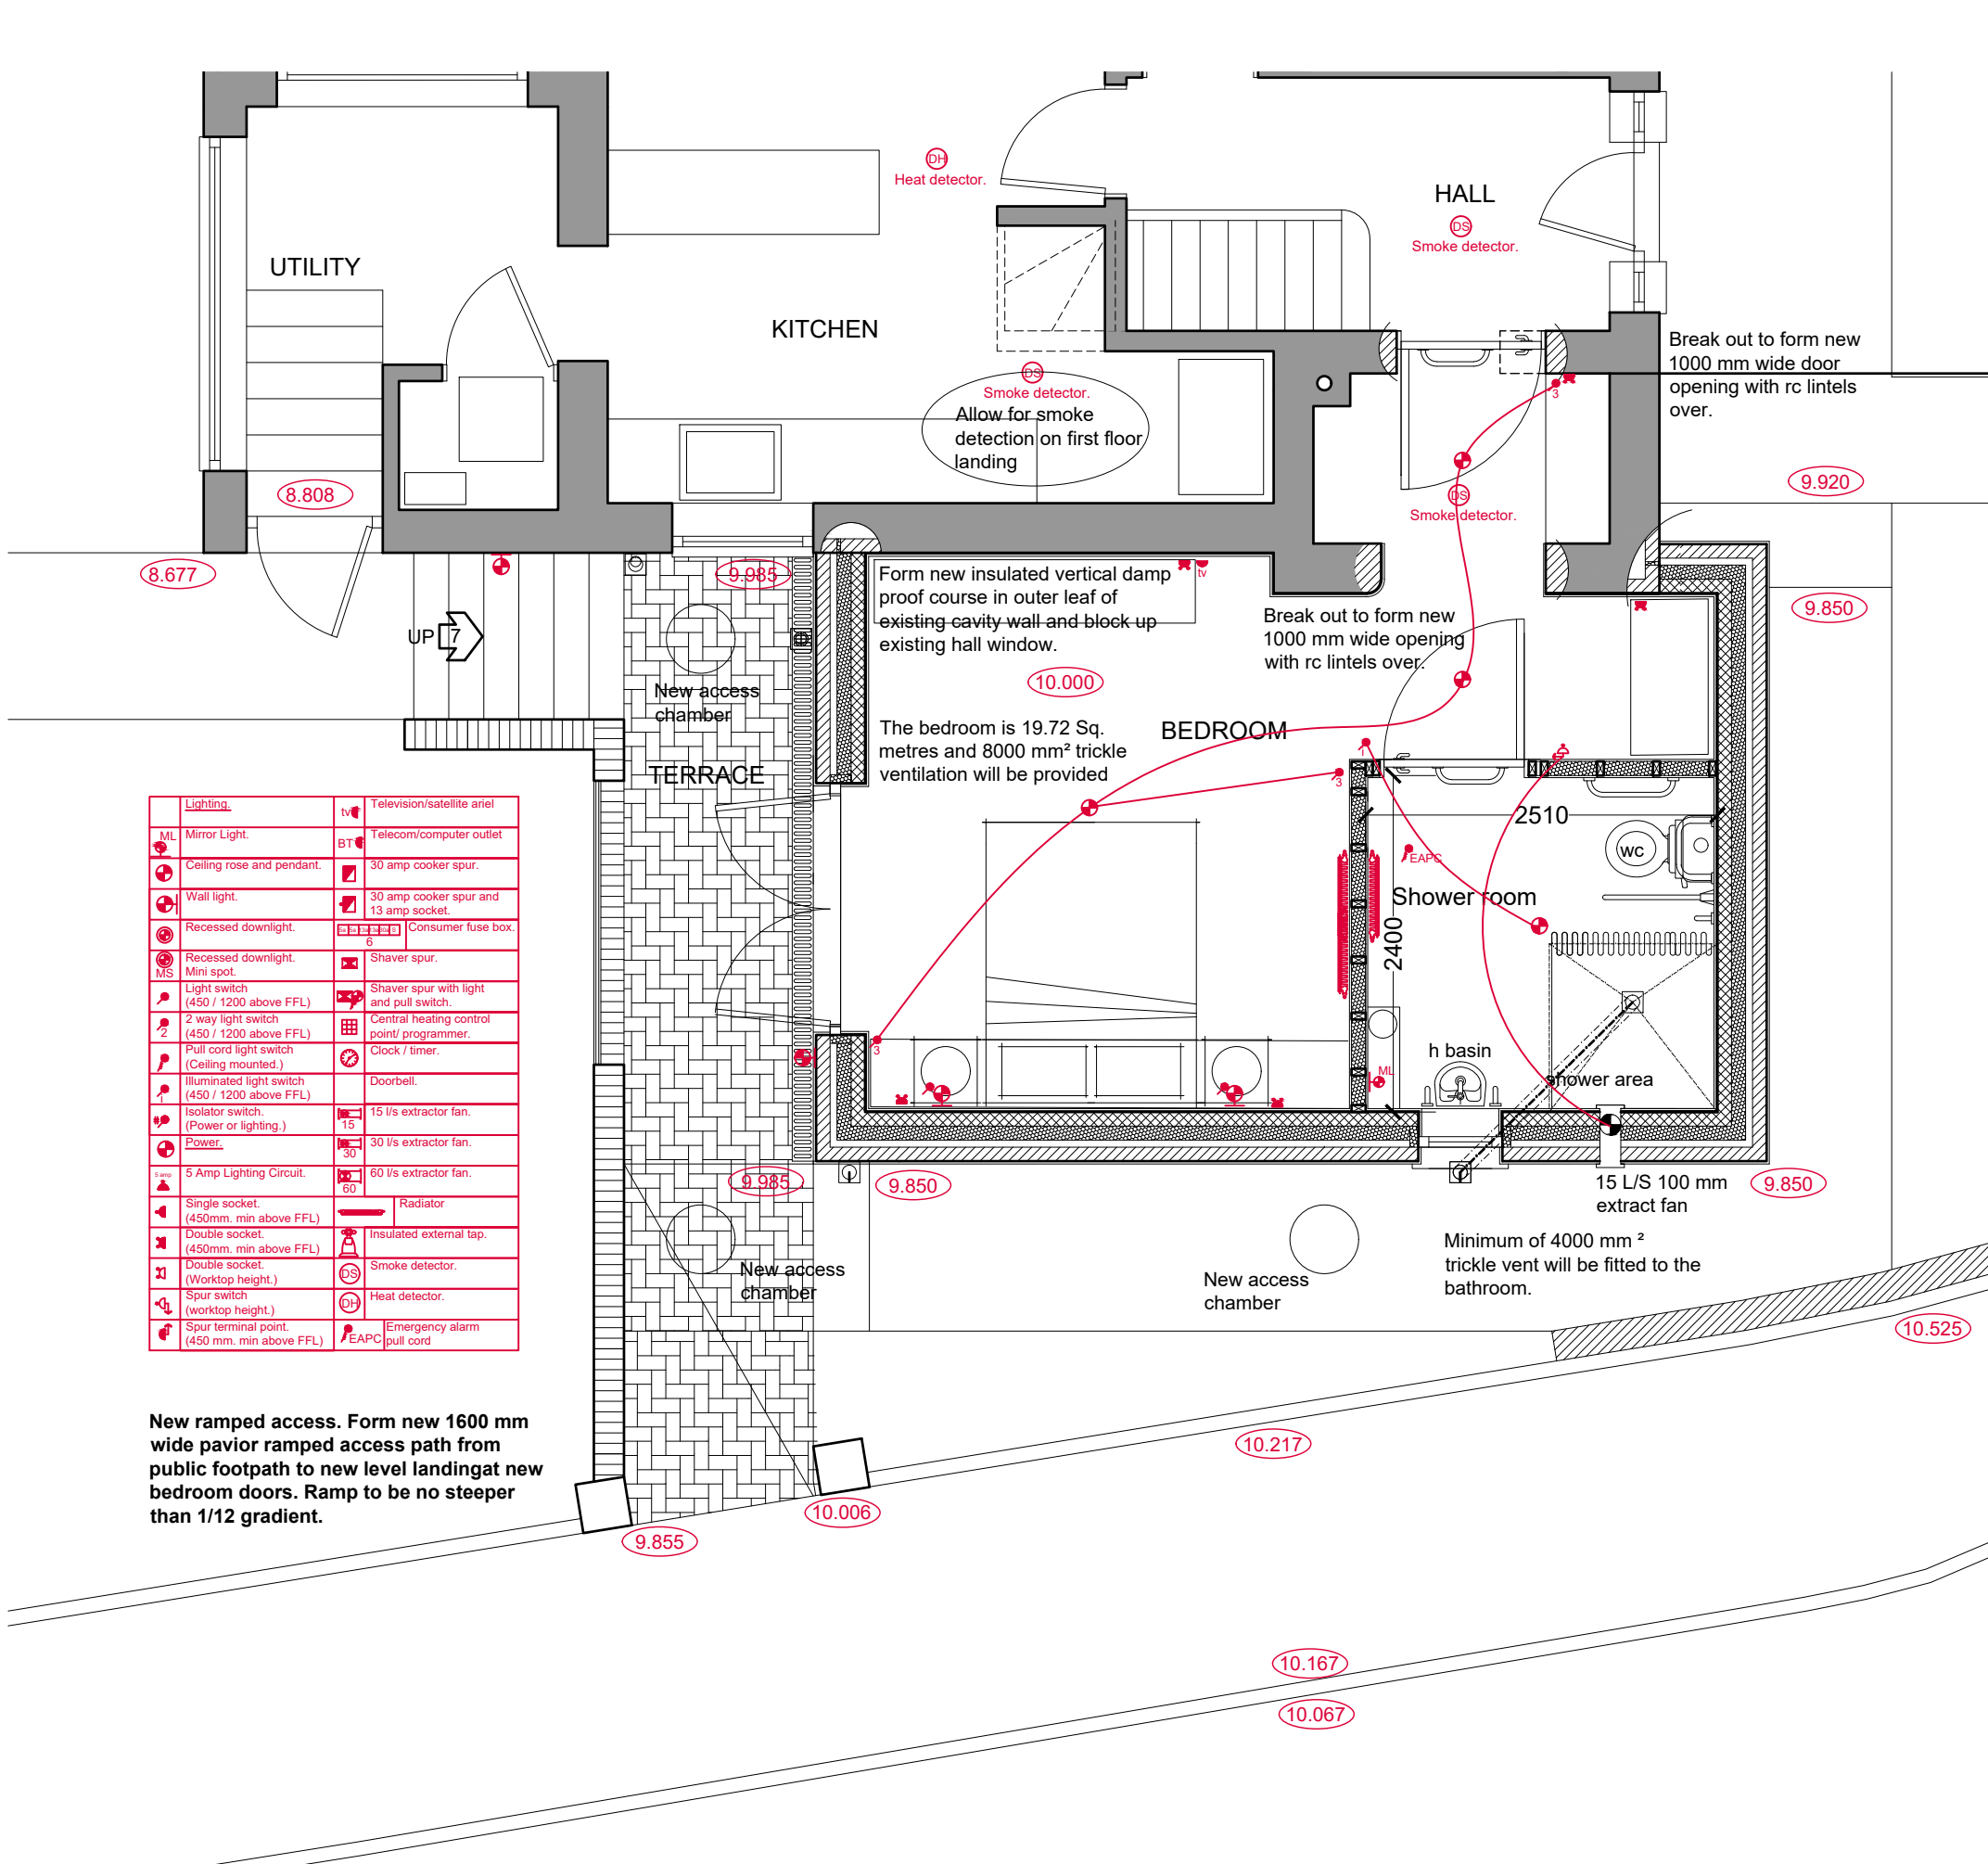 DH
Heat detector.
HALL
DS
Smoke detector.
UTILITY
KITCHEN
Break out to form new
1000 mm wide door
opening with rc lintels
over.
DS
Smoke detector.
Allow for smoke
detection on first floor
landing
3
8.808
9.920
DS
Smoke detector.
8.677
9.985
Form new insulated vertical damp
proof course in outer leaf of
existing cavity wall and block up
existing hall window.
tv
9.850
Break out to form new
1000 mm wide opening
with rc lintels over.
UP 7
10.000
New access
chamber
The bedroom is 19.72 Sq.
metres and 8000 mm² trickle
ventilation will be provided
BEDROOM
1
3
TERRACE
2510
WC
EAPC
Shower room
2400
3
h basin
ML
shower area
Lighting.
tv Television/satellite ariel
ML Mirror Light.
BT Telecom/computer outlet
Ceiling rose and pendant.
30 amp cooker spur.
Wall light.
30 amp cooker spur and
13 amp socket.
Recessed downlight.
6 Consumer fuse box.
MS Recessed downlight.
Mini spot.
Shaver spur.
Light switch
(450 / 1200 above FFL)
Shaver spur with light
and pull switch.
2 2 way light switch
(450 / 1200 above FFL)
Central heating control
point/ programmer.
Pull cord light switch
(Ceiling mounted.)
Clock / timer.
1 Illuminated light switch
(450 / 1200 above FFL)
Doorbell.
# Isolator switch.
(Power or lighting.)
15 15 l/s extractor fan.
Power.
30 30 l/s extractor fan.
5 amp 5 Amp Lighting Circuit.
60 60 l/s extractor fan.
Single socket.
(450mm. min above FFL)
Radiator
Double socket.
(450mm. min above FFL)
Insulated external tap.
Double socket.
(Worktop height.)
DS Smoke detector.
Spur switch
(worktop height.)
DH Heat detector.
Spur terminal point.
(450 mm. min above FFL)
EAPC Emergency alarm
pull cord
9.985
9.850
15 L/S 100 mm
extract fan
9.850
Minimum of 4000 mm ²
trickle vent will be fitted to the
bathroom.
New access
chamber
New access
chamber
10.525
New ramped access. Form new 1600 mm
wide pavior ramped access path from
public footpath to new level landingat new
bedroom doors. Ramp to be no steeper
than 1/12 gradient.
10.217
10.006
9.855
10.167
10.067